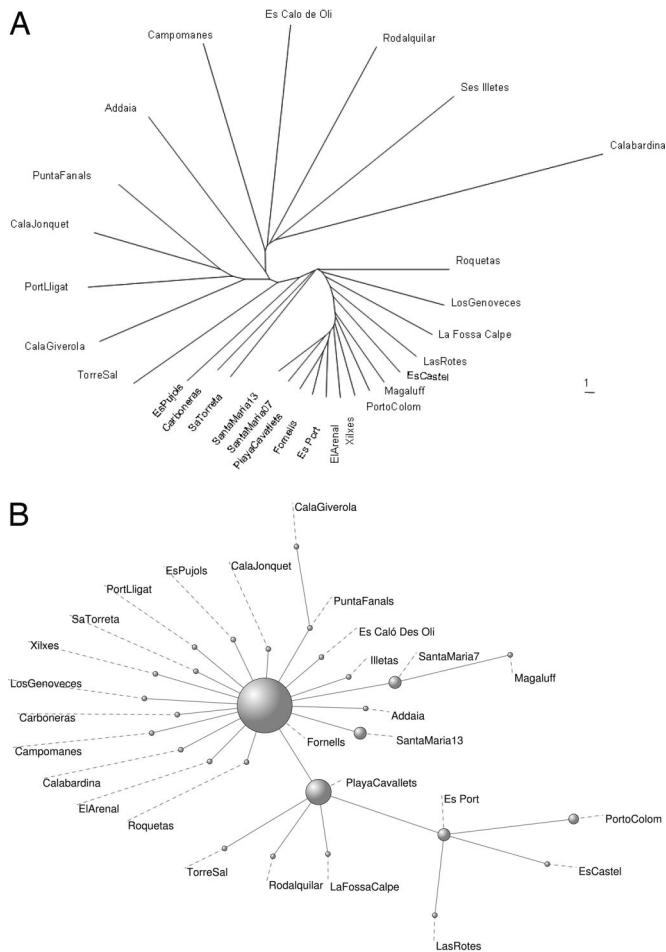 A
Es Calo de Oli
Campomanes
Rodalquilar
Ses Illetes
Addaia
Calabardina
PuntaFanals
CalaJonquet
Roquetas
PortLligat
LosGenoveces
La Fossa Calpe
CalaGiverola
LasRotes
TorreSal
EsCastel
EsPujols
Magaluff
1
Carboneras
PortoColom
SaTorreta
SantaMaria13
SantaMaria07
PlayaCavatllets
Fornells
Es Port
ElArenal
Xilxes
B
CalaGiverola
EsPujols
CalaJonquet
PortLligat
PuntaFanals
SaTorreta
Es Caló Des Oli
Xilxes
Illetas
SantaMaria7
LosGenoveces
Magaluff
Carboneras
Addaia
Campomanes
Fornells
SantaMaria13
Calabardina
PlayaCavallets
ElArenal
Es Port
Roquetas
PortoColom
TorreSal
EsCastel
Rodalquilar
LaFossaCalpe
LasRotes